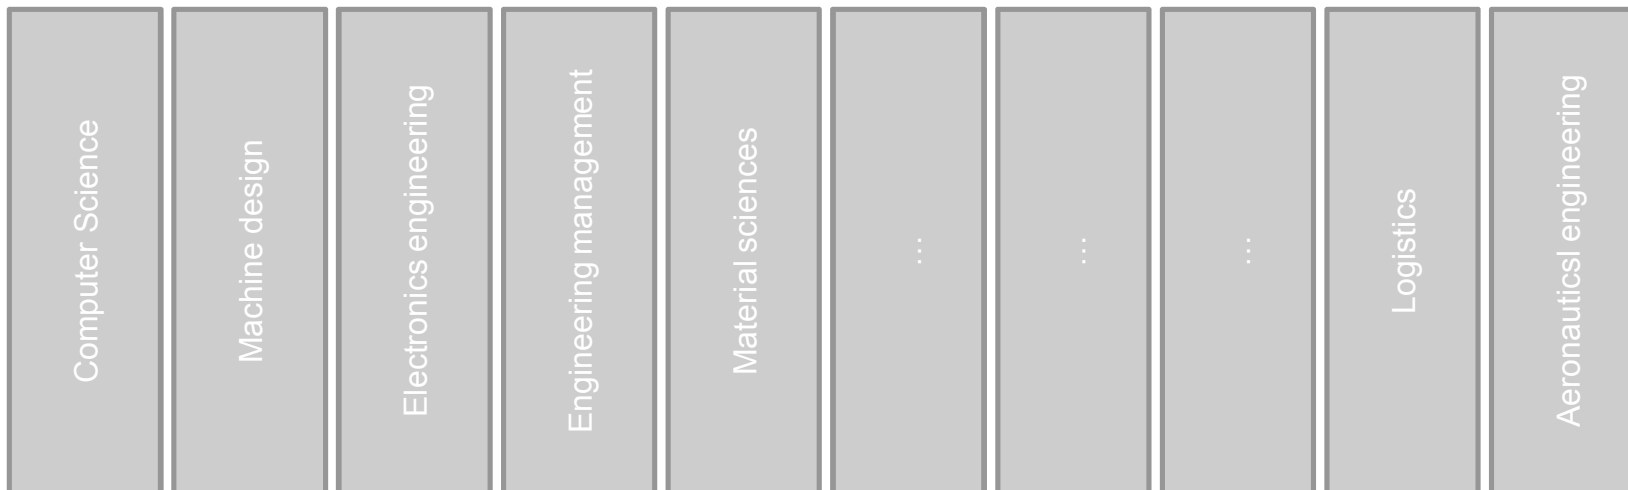 Computer Science
Machine design
Electronics engineering
Engineering management
Material sciences
…
…
…
Logistics
Aeronauticsl engineering